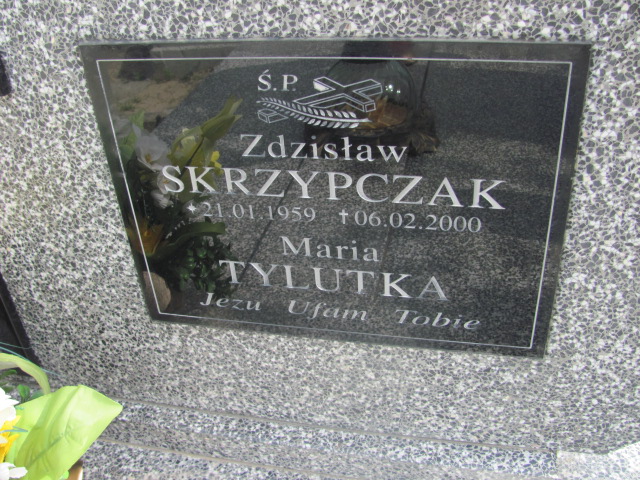 Ś.P.
Zdzisław
SKRZYPCZAK
* 21.01.1959 † 06.02.2000
Maria
TYLUTKA
Jezu Ufam Tobie